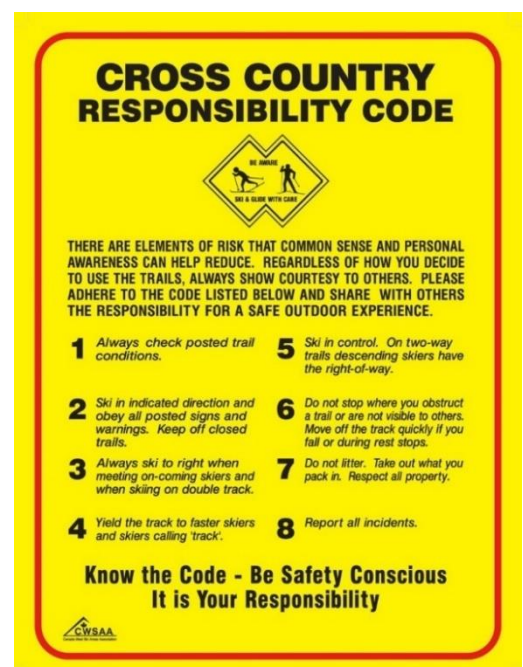 CROSS COUNTRY
RESPONSIBILITY CODE
BE AWARE
SKI & GLIDE WITH CARE
THERE ARE ELEMENTS OF RISK THAT COMMON SENSE AND PERSONAL
AWARENESS CAN HELP REDUCE. REGARDLESS OF HOW YOU DECIDE
TO USE THE TRAILS, ALWAYS SHOW COURTESY TO OTHERS. PLEASE
ADHERE TO THE CODE LISTED BELOW AND SHARE WITH OTHERS
THE RESPONSIBILITY FOR A SAFE OUTDOOR EXPERIENCE.
1 Always check posted trail
conditions.
2 Ski in indicated direction and
obey all posted signs and
warnings. Keep off closed
trails.
3 Always ski to right when
meeting on-coming skiers and
when skiing on double track.
4 Yield the track to faster skiers
and skiers calling 'track'.
5 Ski in control. On two-way
trails descending skiers have
the right-of-way.
6 Do not stop where you obstruct
a trail or are not visible to others.
Move off the track quickly if you
fall or during rest stops.
7 Do not litter. Take out what you
pack in. Respect all property.
8 Report all incidents.
Know the Code - Be Safety Conscious
It is Your Responsibility
CWSAA
Canada West Ski Areas Association